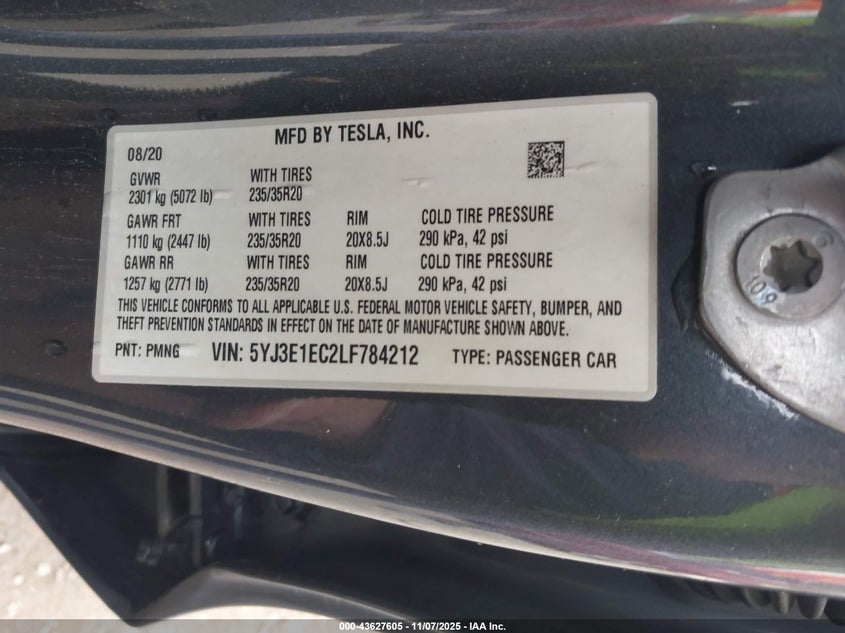 MFD BY TESLA, INC.
08/20
GVWR WITH TIRES
2301 kg (5072 lb) 235/35R20
GAWR FRT WITH TIRES RIM COLD TIRE PRESSURE
1110 kg (2447 lb) 235/35R20 20X8.5J 290 kPa, 42 psi
GAWR RR WITH TIRES RIM COLD TIRE PRESSURE
1257 kg (2771 lb) 235/35R20 20X8.5J 290 kPa, 42 psi
THIS VEHICLE CONFORMS TO ALL APPLICABLE U.S. FEDERAL MOTOR VEHICLE SAFETY, BUMPER, AND
THEFT PREVENTION STANDARDS IN EFFECT ON THE DATE OF MANUFACTURE SHOWN ABOVE.
PNT: PMNG VIN: 5YJ3E1EC2LF784212 TYPE: PASSENGER CAR
10.9
000-43627605 - 11/07/2025 - IAA Inc.